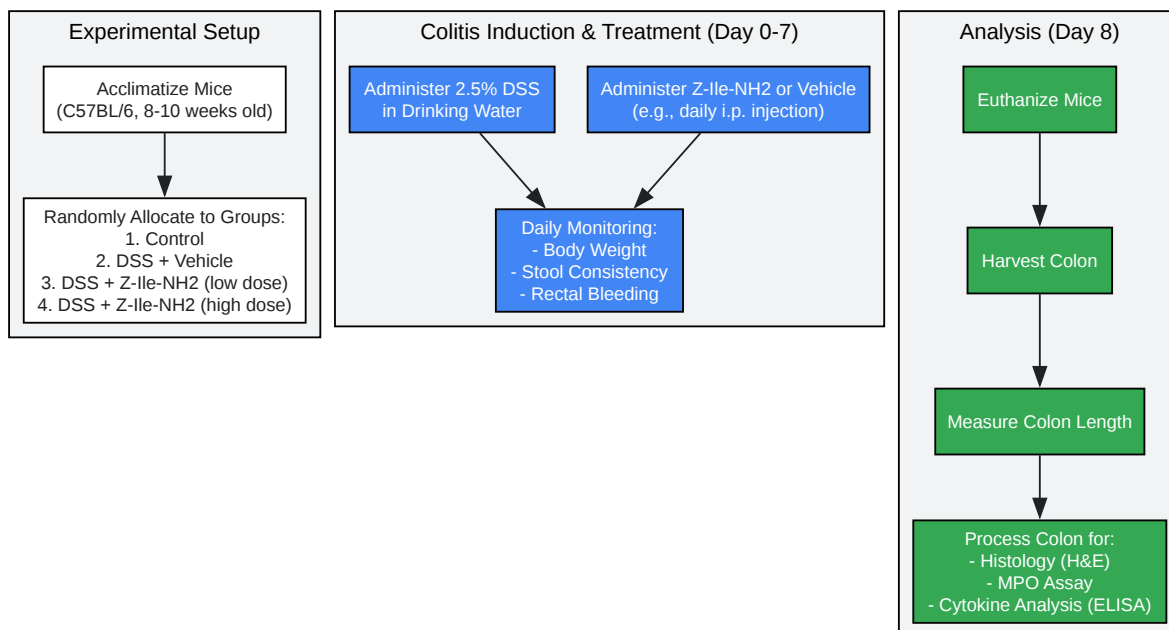 Experimental Setup
Acclimatize Mice
(C57BL/6, 8-10 weeks old)
Randomly Allocate to Groups:
1. Control
2. DSS + Vehicle
3. DSS + Z-Ile-NH2 (low dose)
4. DSS + Z-Ile-NH2 (high dose)
Colitis Induction & Treatment (Day 0-7)
Administer 2.5% DSS
in Drinking Water
Administer Z-Ile-NH2 or Vehicle
(e.g., daily i.p. injection)
Daily Monitoring:
- Body Weight
- Stool Consistency
- Rectal Bleeding
Analysis (Day 8)
Euthanize Mice
Harvest Colon
Measure Colon Length
Process Colon for:
- Histology (H&E)
- MPO Assay
- Cytokine Analysis (ELISA)